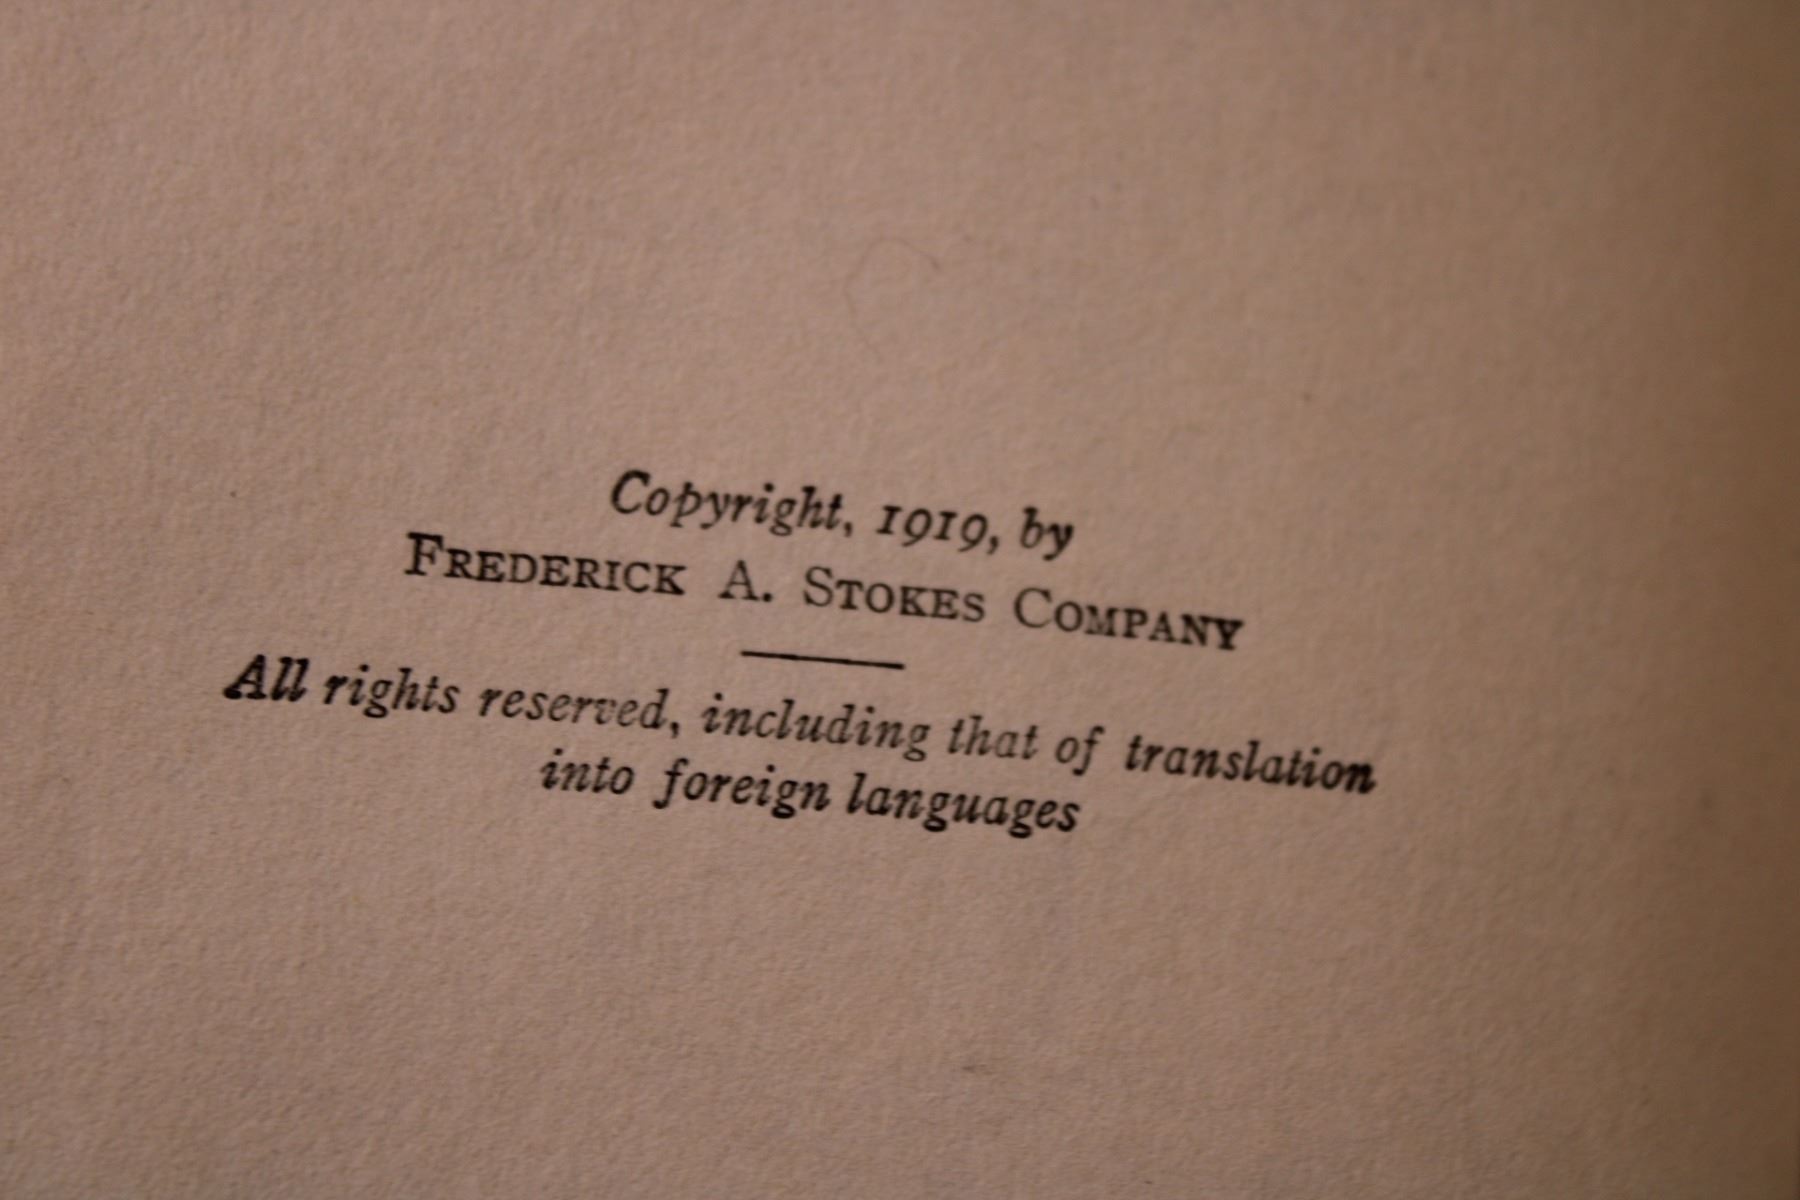 Copyright, 1919, by
FREDERICK A. STOKES COMPANY
All rights reserved, including that of translation
into foreign languages